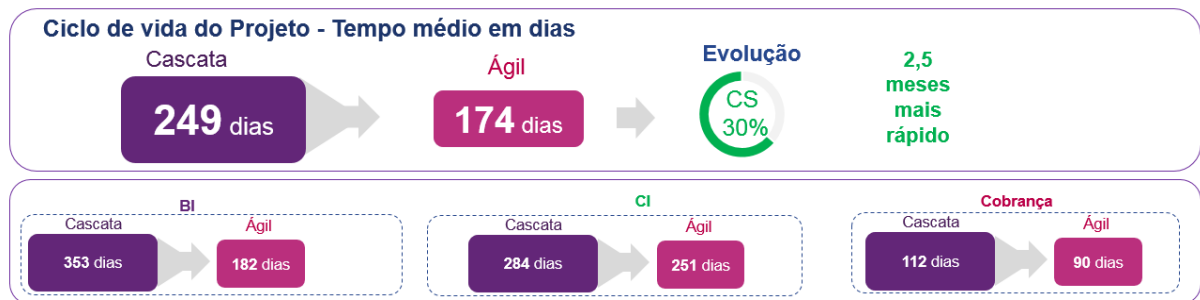 Ciclo de vida do Projeto - Tempo médio em dias
Cascata
249 dias
Ágil
174 dias
Evolução
CS
30%
2,5
meses
mais
rápido
BI
Cascata
353 dias
Ágil
182 dias
CI
Cascata
284 dias
Ágil
251 dias
Cobrança
Cascata
112 dias
Ágil
90 dias